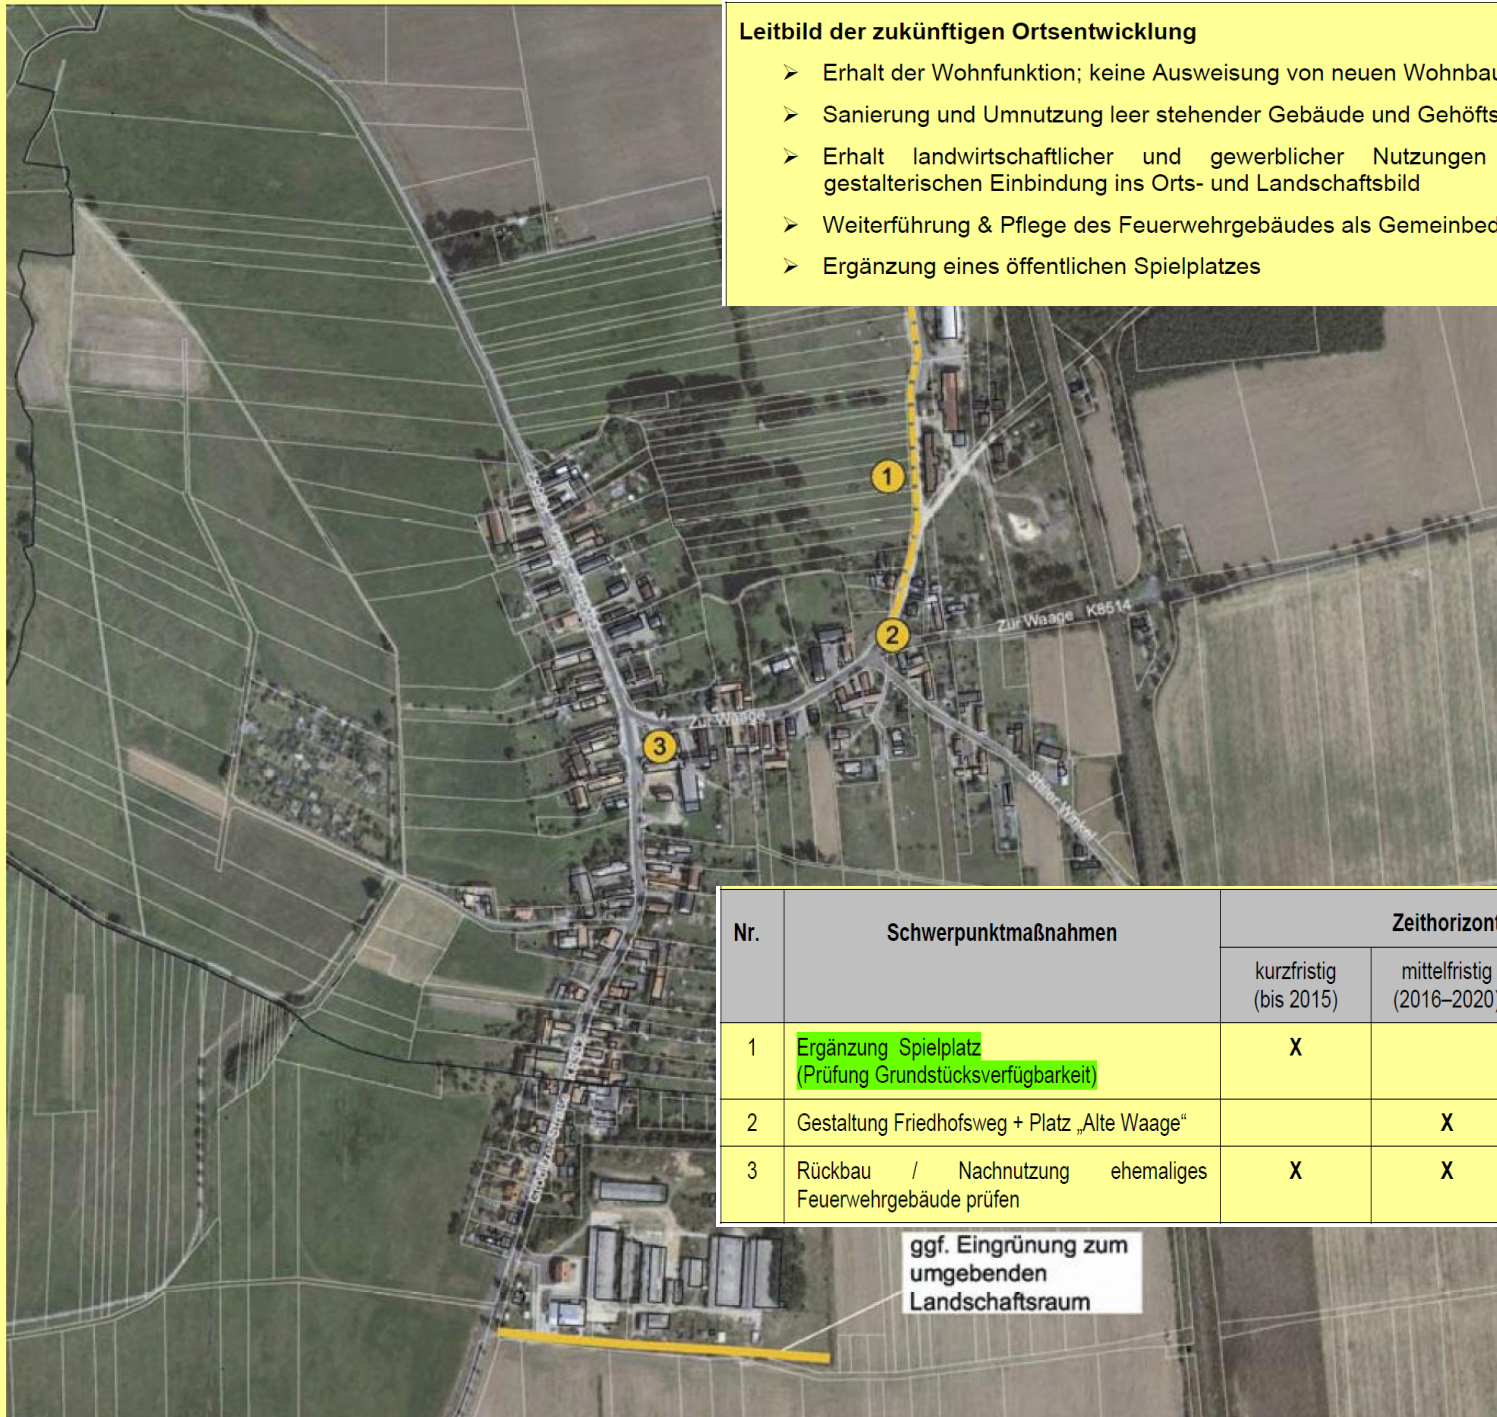 Leitbild der zukünftigen Ortsentwicklung
➢ Erhalt der Wohnfunktion; keine Ausweisung von neuen Wohnbau
➢ Sanierung und Umnutzung leer stehender Gebäude und Gehöfts
➢ Erhalt landwirtschaftlicher und gewerblicher Nutzungen
gestalterischen Einbindung ins Orts- und Landschaftsbild
➢ Weiterführung & Pflege des Feuerwehrgebäudes als Gemeinbed
➢ Ergänzung eines öffentlichen Spielplatzes
1
2
Zur Waage K8514
Zur Waage
3
Nr.
Schwerpunktmaßnahmen
Zeithorizont
kurzfristig
(bis 2015)
mittelfristig
(2016–2020)
1
Ergänzung Spielplatz
(Prüfung Grundstücksverfügbarkeit)
X
2
Gestaltung Friedhofsweg + Platz „Alte Waage“
X
3
Rückbau / Nachnutzung ehemaliges
Feuerwehrgebäude prüfen
X
X
ggf. Eingrünung zum
umgebenden
Landschaftsraum